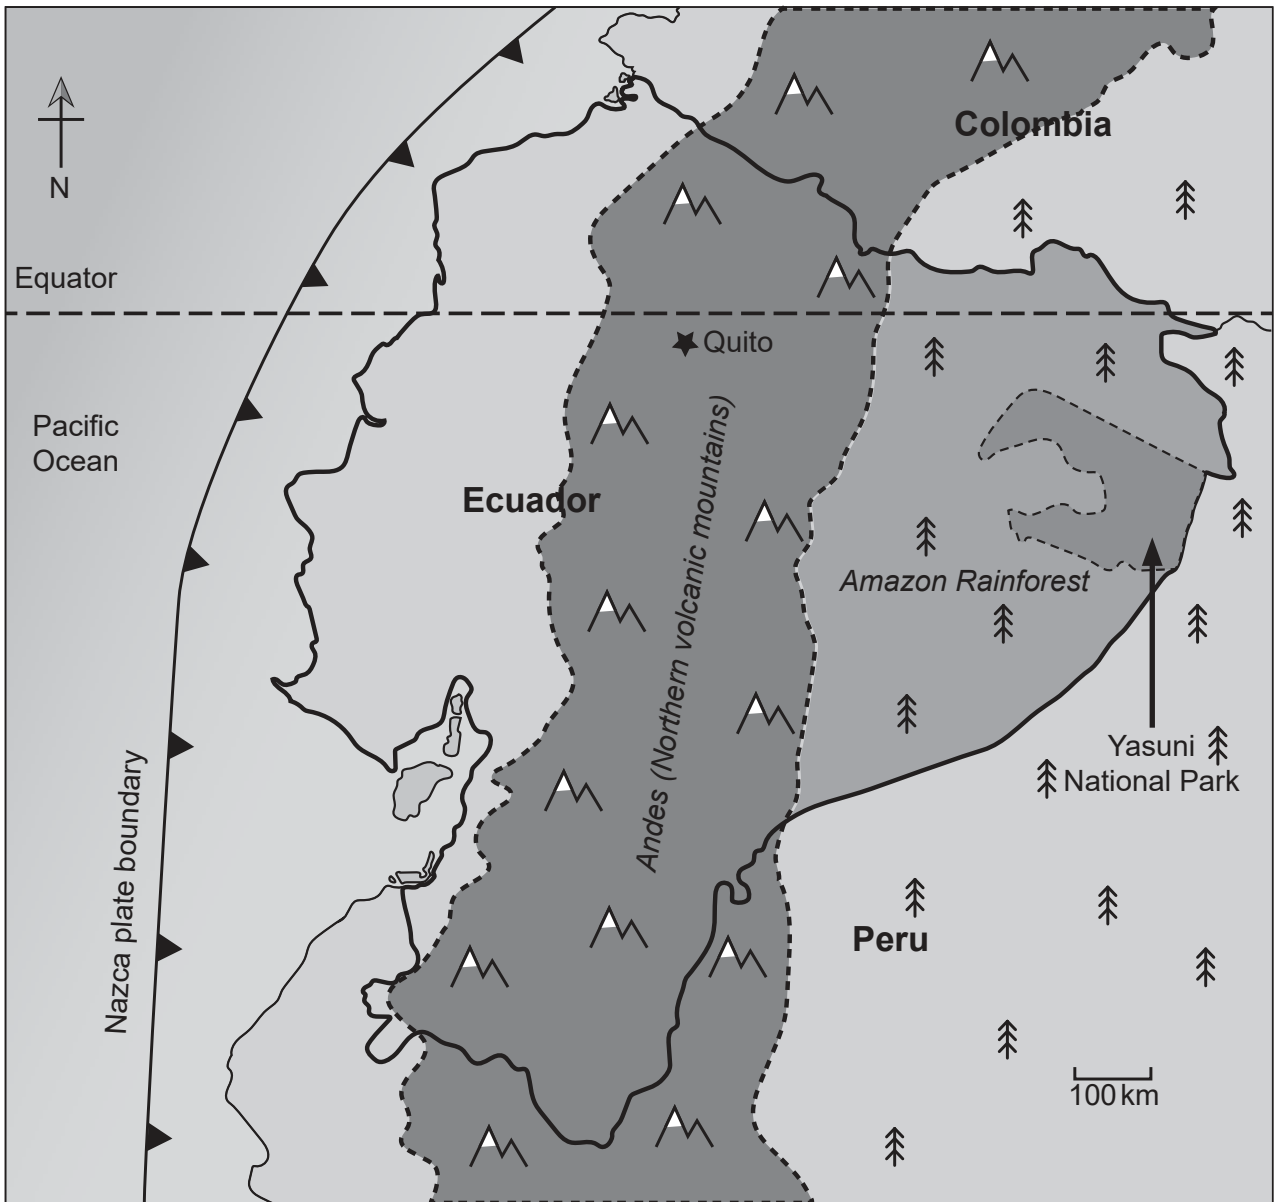 Colombia
N
Equator
Quito
Pacific
Ocean
Ecuador
Andes (Northern volcanic mountains)
Amazon Rainforest
Yasuni
National Park
Nazca plate boundary
Peru
100 km